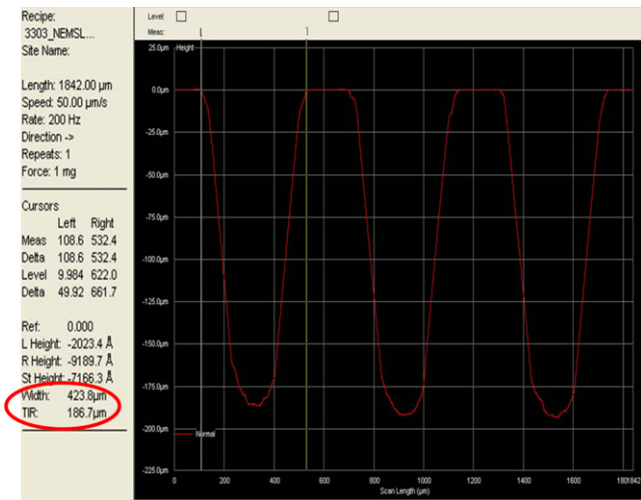 Recipe:
3303_NEMSL...
Site Name:
Length: 1842.00 µm
Speed: 50.00 µm/s
Rate: 200 Hz
Direction ->
Repeats: 1
Force: 1 mg
Cursors
Left Right
Meas 108.6 532.4
Delta 108.6 532.4
Level 9.984 622.0
Delta 49.92 661.7
Ref: 0.000
L Height: -2023.4 Å
R Height: -9189.7 Å
St Height: -7166.3 Å
Width: 423.8µm
TIR: 186.7µm
Level:
Meas:
25.0µm Height
0.0µm
-25.0µm
-50.0µm
-75.0µm
-100.0µm
-125.0µm
-150.0µm
-175.0µm
-200.0µm
Normal
-225.0µm
0 200 400 600 800 1000 1200 1400 1600 1800 1842
Scan Length (µm)